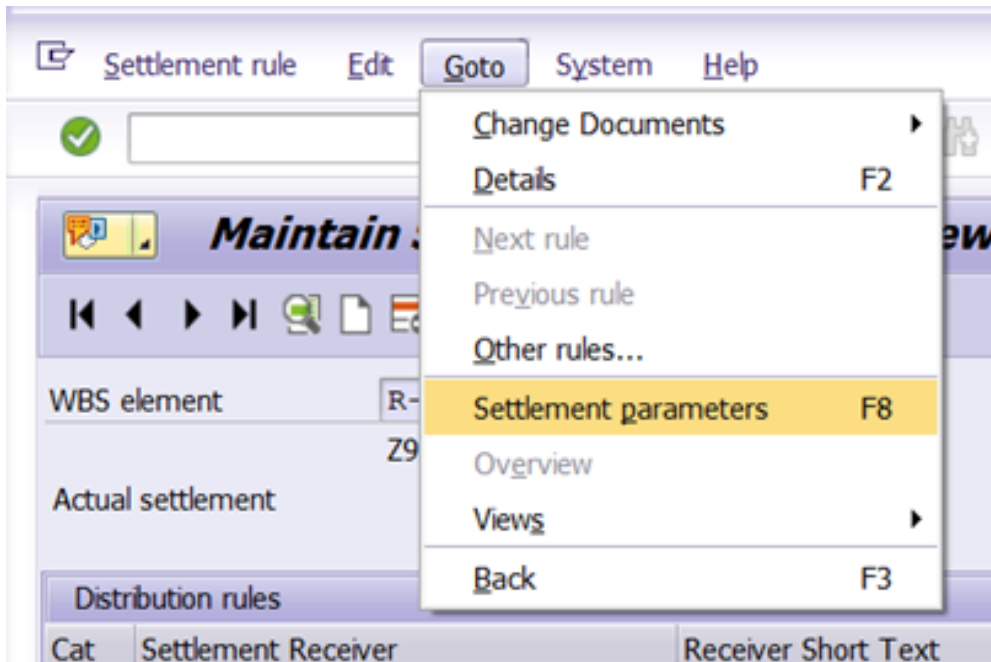 Settlement rule Edit Goto System Help
Change Documents
Details F2
Maintain
Next rule
Previous rule
Other rules...
WBS element R-
Settlement parameters F8
Z9
Overview
Actual settlement
Views
Back F3
Distribution rules
Cat Settlement Receiver Receiver Short Text